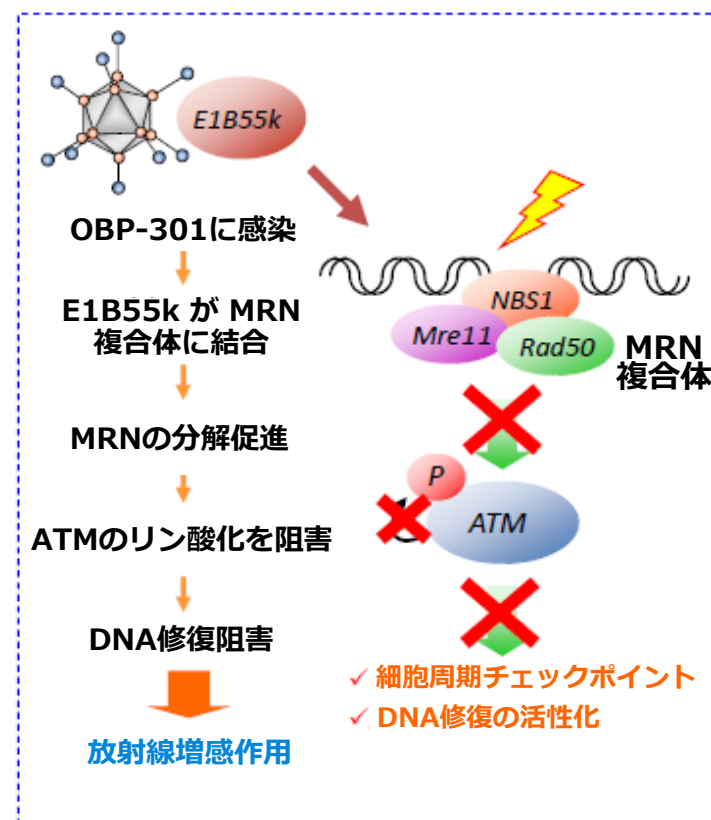 E1B55k
OBP-301に感染
E1B55k が MRN
複合体に結合
MRNの分解促進
ATMのリン酸化を阻害
DNA修復阻害
放射線増感作用
NBS1
Mre11
Rad50
MRN
複合体
P
ATM
✓ 細胞周期チェックポイント
✓ DNA修復の活性化